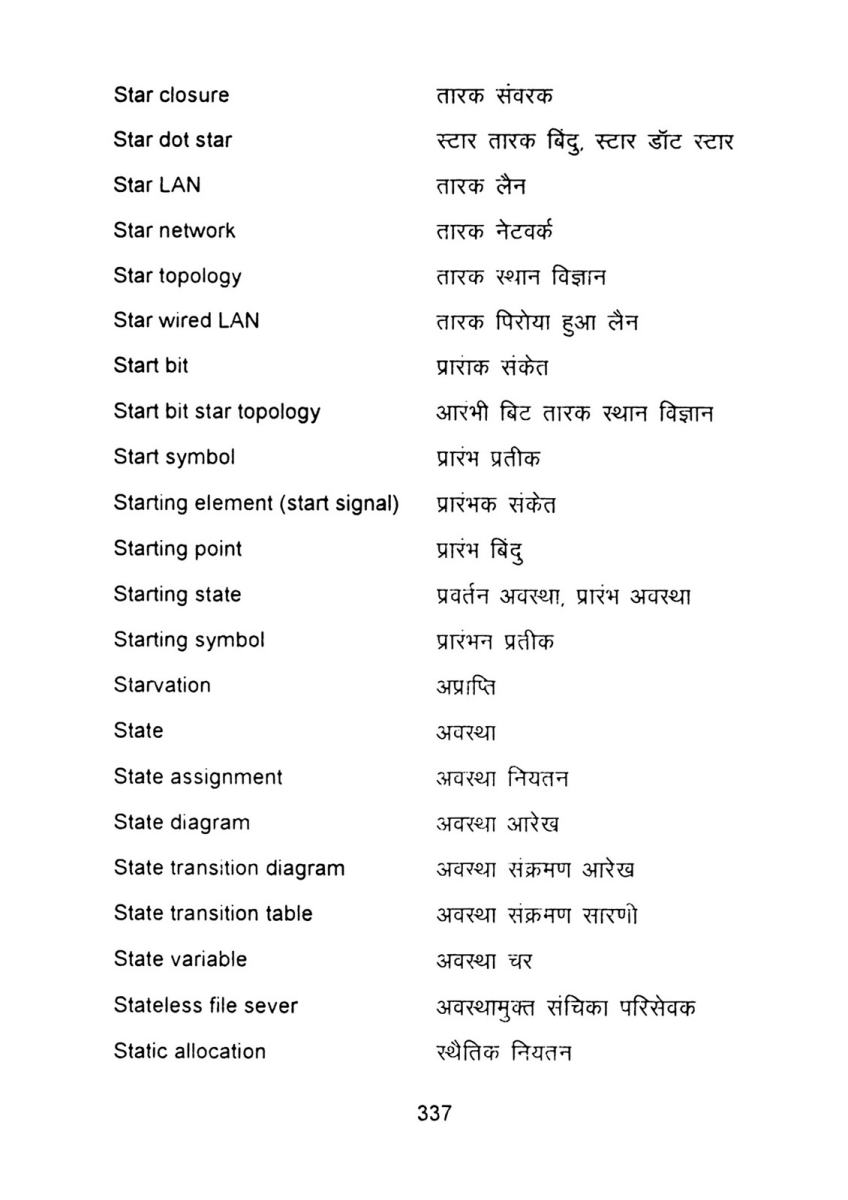 Star closure तारक संवरक
Star dot star स्टार तारक बिंदु, स्टार डॉट स्टार
Star LAN तारक लैन
Star network तारक नेटवर्क
Star topology तारक स्थान विज्ञान
Star wired LAN तारक पिरोया हुआ लैन
Start bit प्रारांक संकेत
Start bit star topology आरंभी बिट तारक स्थान विज्ञान
Start symbol प्रारंभ प्रतीक
Starting element (start signal) प्रारंभक संकेत
Starting point प्रारंभ बिंदु
Starting state प्रवर्तन अवस्था, प्रारंभ अवस्था
Starting symbol प्रारंभन प्रतीक
Starvation अप्राप्ति
State अवस्था
State assignment अवस्था नियतन
State diagram अवस्था आरेख
State transition diagram अवस्था संक्रमण आरेख
State transition table अवस्था संक्रमण सारणी
State variable अवस्था चर
Stateless file sever अवस्थामुक्त संचिका परिसेवक
Static allocation स्थैतिक नियतन
337